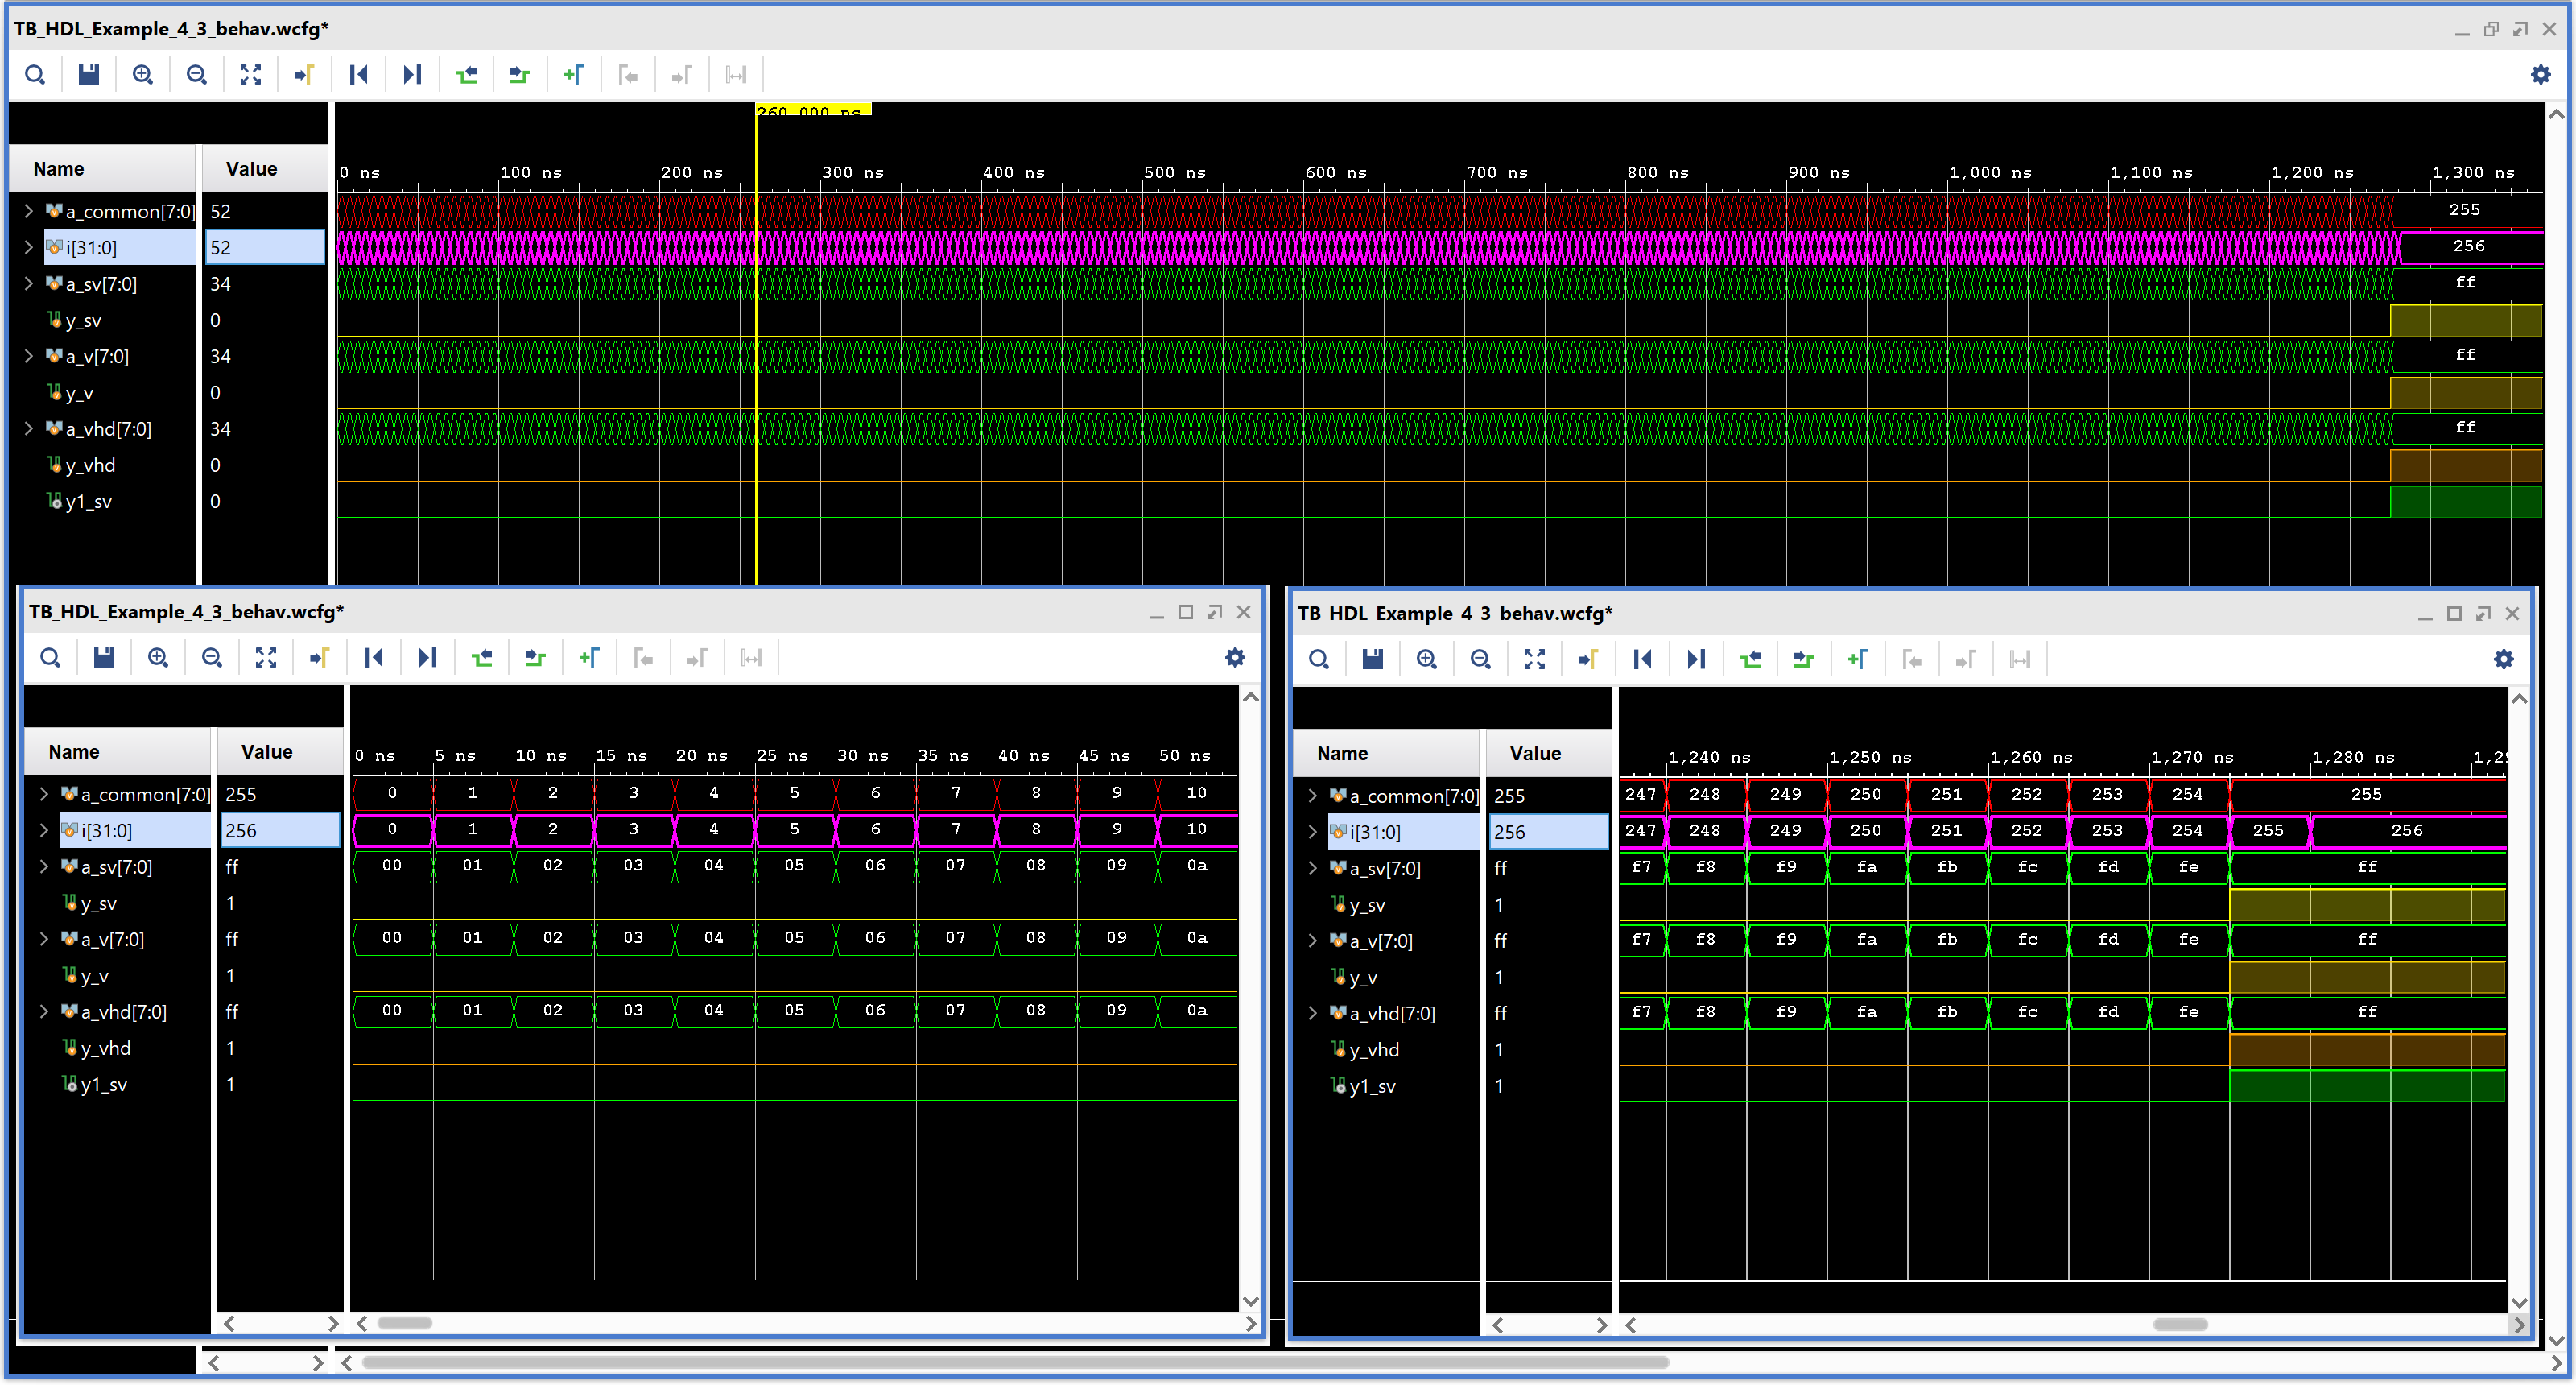 TB_HDL_Example_4_3_behav.wcfg*
260.000 ns
Name Value 0 ns 100 ns 200 ns 300 ns 400 ns 500 ns 600 ns 700 ns 800 ns 900 ns 1,000 ns 1,100 ns 1,200 ns 1,300 ns
a_common[7:0] 52 255
i[31:0] 52 256
a_sv[7:0] 34 ff
y_sv 0
a_v[7:0] 34 ff
y_v 0
a_vhd[7:0] 34 ff
y_vhd 0
y1_sv 0
TB_HDL_Example_4_3_behav.wcfg*
Name Value 0 ns 5 ns 10 ns 15 ns 20 ns 25 ns 30 ns 35 ns 40 ns 45 ns 50 ns
a_common[7:0] 255 0 1 2 3 4 5 6 7 8 9 10
i[31:0] 256 0 1 2 3 4 5 6 7 8 9 10
a_sv[7:0] ff 00 01 02 03 04 05 06 07 08 09 0a
y_sv 1
a_v[7:0] ff 00 01 02 03 04 05 06 07 08 09 0a
y_v 1
a_vhd[7:0] ff 00 01 02 03 04 05 06 07 08 09 0a
y_vhd 1
y1_sv 1
TB_HDL_Example_4_3_behav.wcfg*
Name Value 1,240 ns 1,250 ns 1,260 ns 1,270 ns 1,280 ns
a_common[7:0] 255 247 248 249 250 251 252 253 254 255
i[31:0] 256 247 248 249 250 251 252 253 254 255 256
a_sv[7:0] ff f7 f8 f9 fa fb fc fd fe ff
y_sv 1
a_v[7:0] ff f7 f8 f9 fa fb fc fd fe ff
y_v 1
a_vhd[7:0] ff f7 f8 f9 fa fb fc fd fe ff
y_vhd 1
y1_sv 1